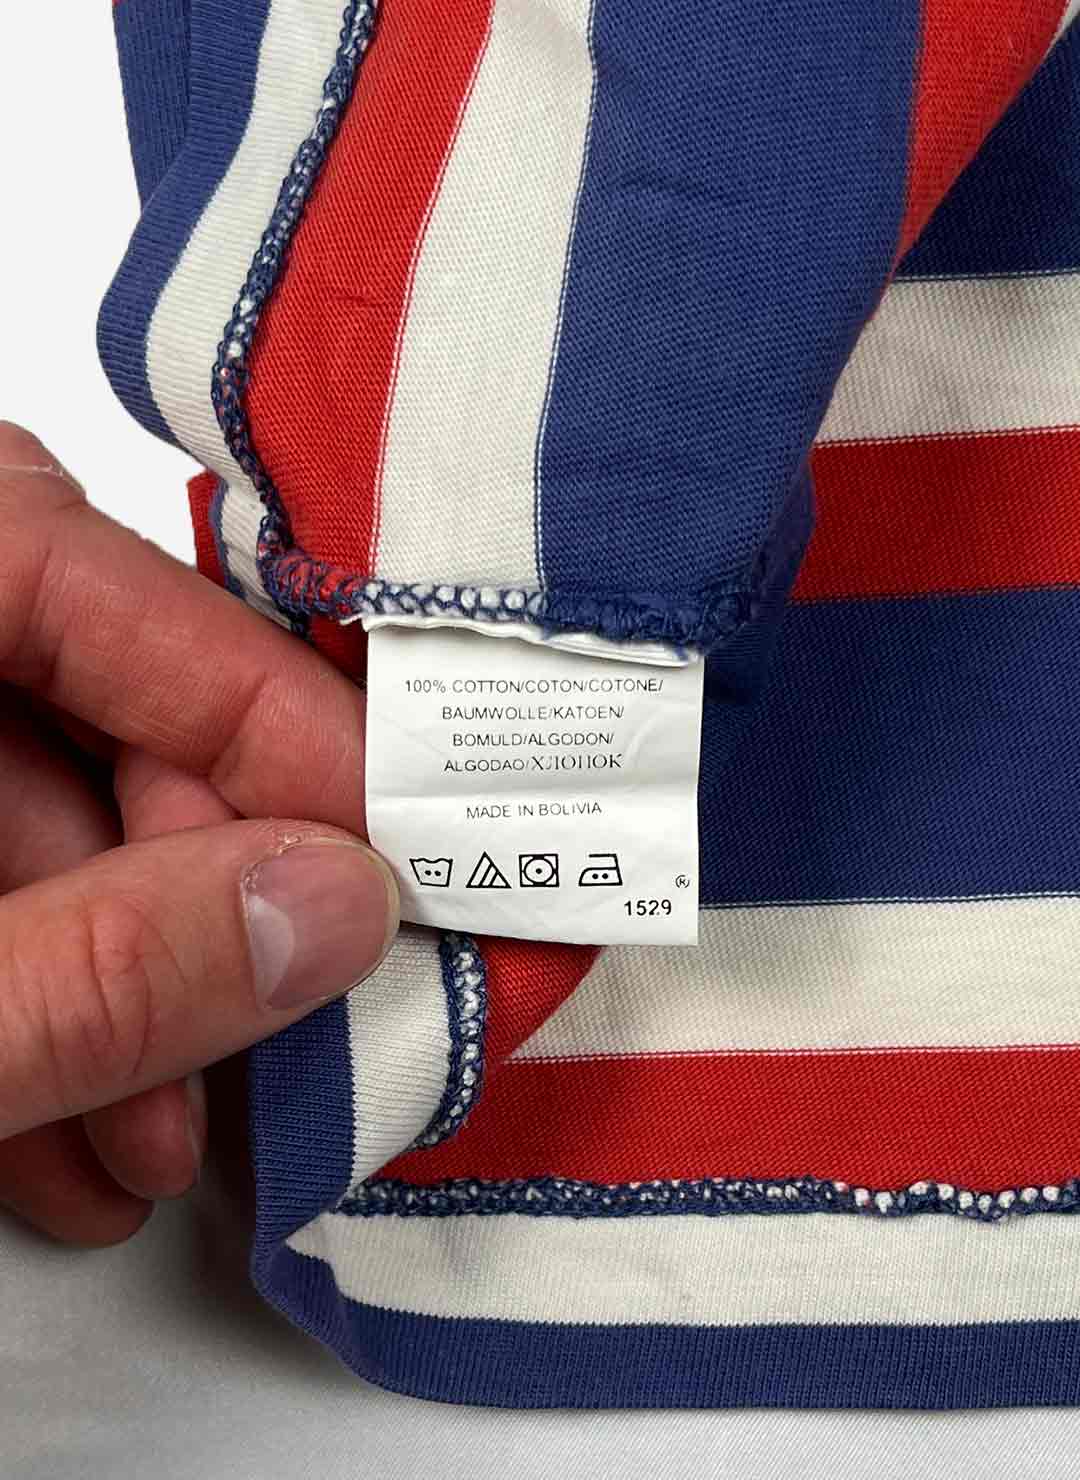 100% COTTON/COTON/COTONE/
BAUMWOLLE/KATOEN/
BOMULD/ALGODON/
ALGODAO/ХЛОПОК
MADE IN BOLIVIA
®
1529